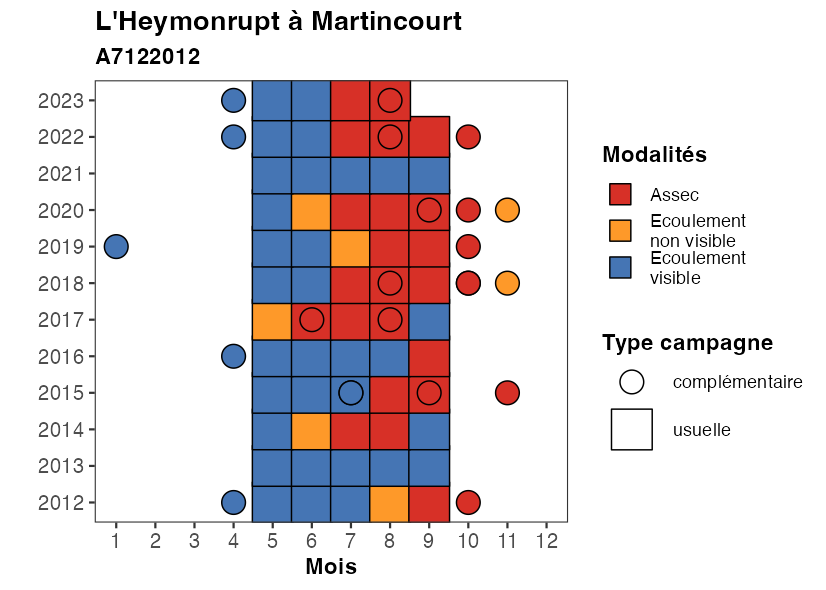 L'Heymonrupt à Martincourt
A7122012
2023
2022
2021
2020
2019
2018
2017
2016
2015
2014
2013
2012
1 2 3 4 5 6 7 8 9 10 11 12
Mois
Modalités
Assec
Ecoulement
non visible
Ecoulement
visible
Type campagne
complémentaire
usuelle